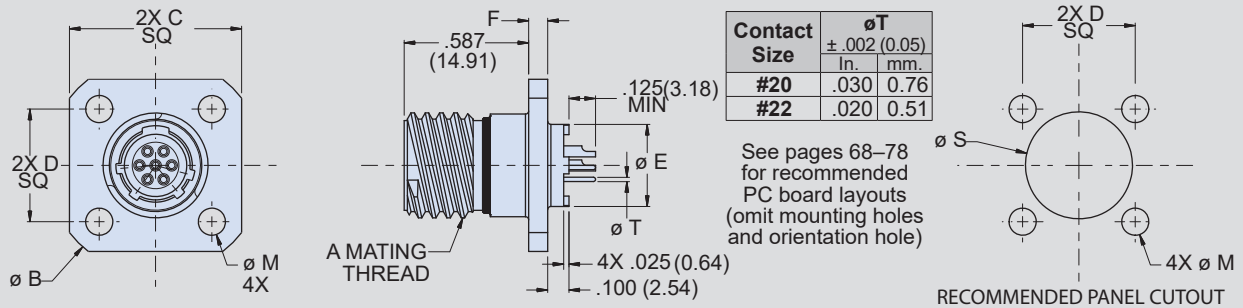 2X C
SQ
2X D
SQ
ø B
ø M
4X
F
.587
(14.91)
.125(3.18)
MIN
ø E
ø T
A MATING
THREAD
4X .025(0.64)
.100 (2.54)
Contact Size øT
± .002 (0.05)
In. mm.
#20 .030 0.76
#22 .020 0.51
See pages 68–78
for recommended
PC board layouts
(omit mounting holes
and orientation hole)
2X D
SQ
ø S
4X ø M
RECOMMENDED PANEL CUTOUT